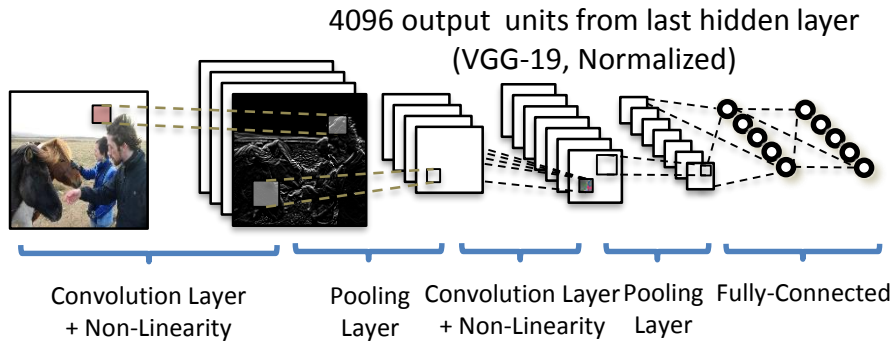 4096 output units from last hidden layer
(VGG-19, Normalized)
Convolution Layer
+ Non-Linearity
Pooling
Layer
Convolution Layer
+ Non-Linearity
Pooling
Layer
Fully-Connected